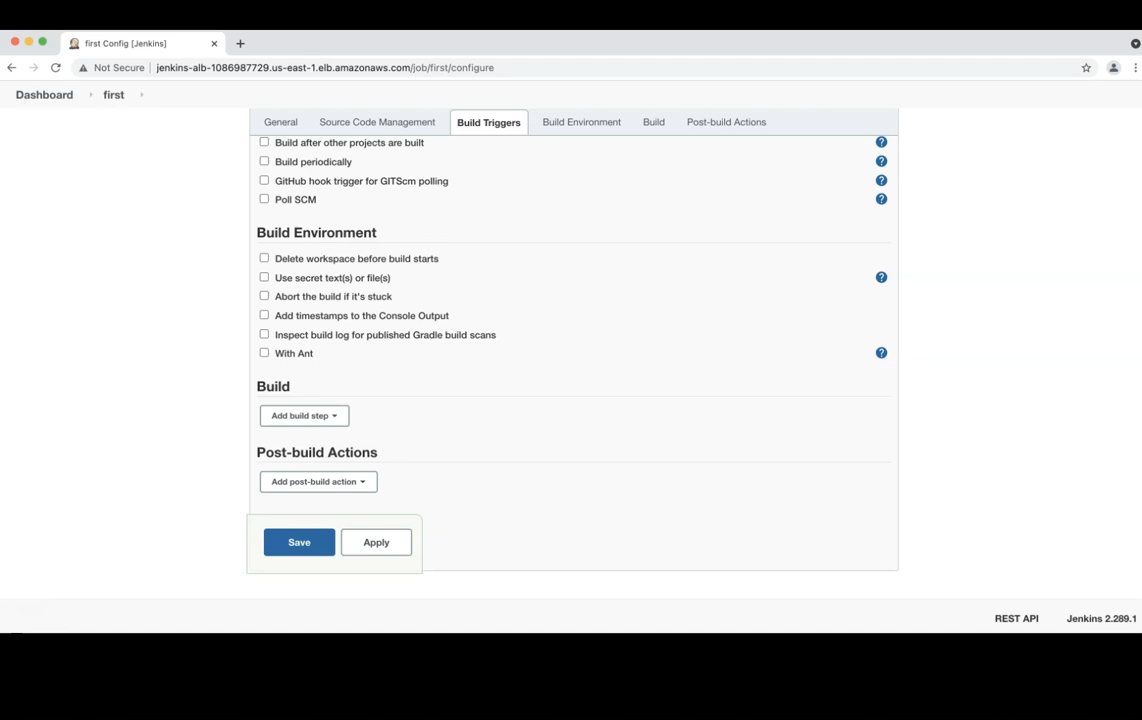 first Config [Jenkins]
Not Secure
jenkins-alb-1086987729.us-east-1.elb.amazonaws.com/job/first/configure
Dashboard
first
General
Source Code Management
Build Triggers
Build Environment
Build
Post-build Actions
Build after other projects are built
Build periodically
GitHub hook trigger for GITScm polling
Poll SCM
Build Environment
Delete workspace before build starts
Use secret text(s) or file(s)
Abort the build if it's stuck
Add timestamps to the Console Output
Inspect build log for published Gradle build scans
With Ant
Build
Add build step
Post-build Actions
Add post-build action
Save
Apply
REST API
Jenkins 2.289.1